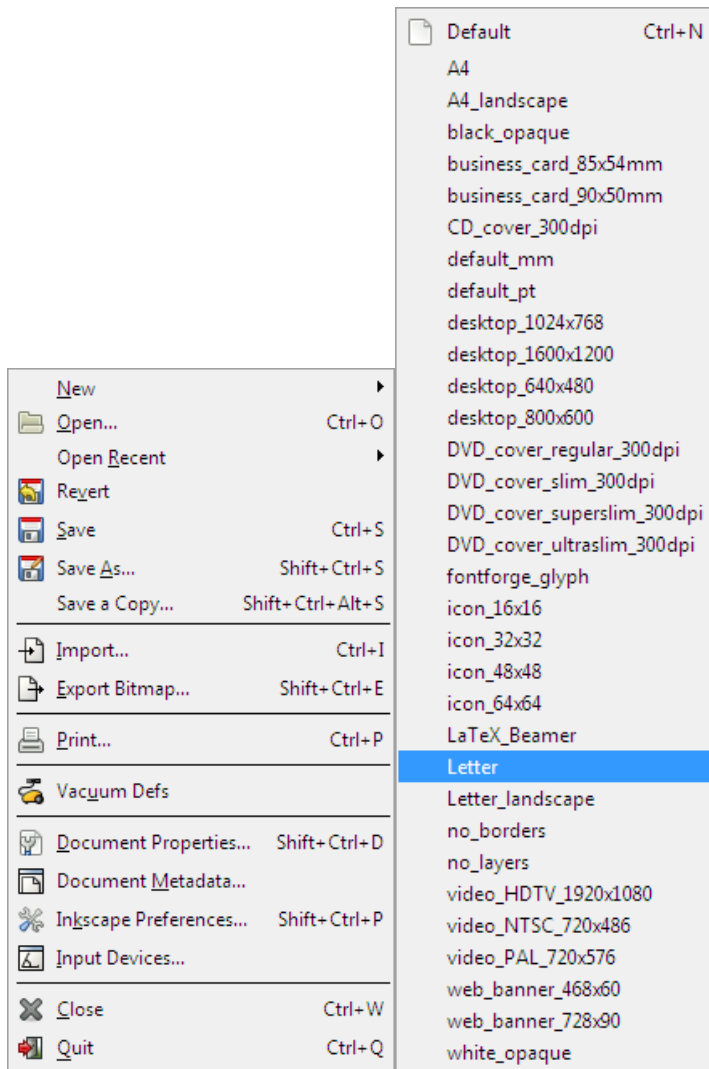 Default Ctrl+N
A4
A4_landscape
black_opaque
business_card_85x54mm
business_card_90x50mm
CD_cover_300dpi
default_mm
default_pt
desktop_1024x768
desktop_1600x1200
desktop_640x480
desktop_800x600
DVD_cover_regular_300dpi
DVD_cover_slim_300dpi
DVD_cover_superslim_300dpi
DVD_cover_ultraslim_300dpi
fontforge_glyph
icon_16x16
icon_32x32
icon_48x48
icon_64x64
LaTeX_Beamer
Letter
Letter_landscape
no_borders
no_layers
video_HDTV_1920x1080
video_NTSC_720x486
video_PAL_720x576
web_banner_468x60
web_banner_728x90
white_opaque
New
Open... Ctrl+O
Open Recent
Revert
Save Ctrl+S
Save As... Shift+Ctrl+S
Save a Copy... Shift+Ctrl+Alt+S
Import... Ctrl+I
Export Bitmap... Shift+Ctrl+E
Print... Ctrl+P
Vacuum Defs
Document Properties... Shift+Ctrl+D
Document Metadata...
Inkscape Preferences... Shift+Ctrl+P
Input Devices...
Close Ctrl+W
Quit Ctrl+Q